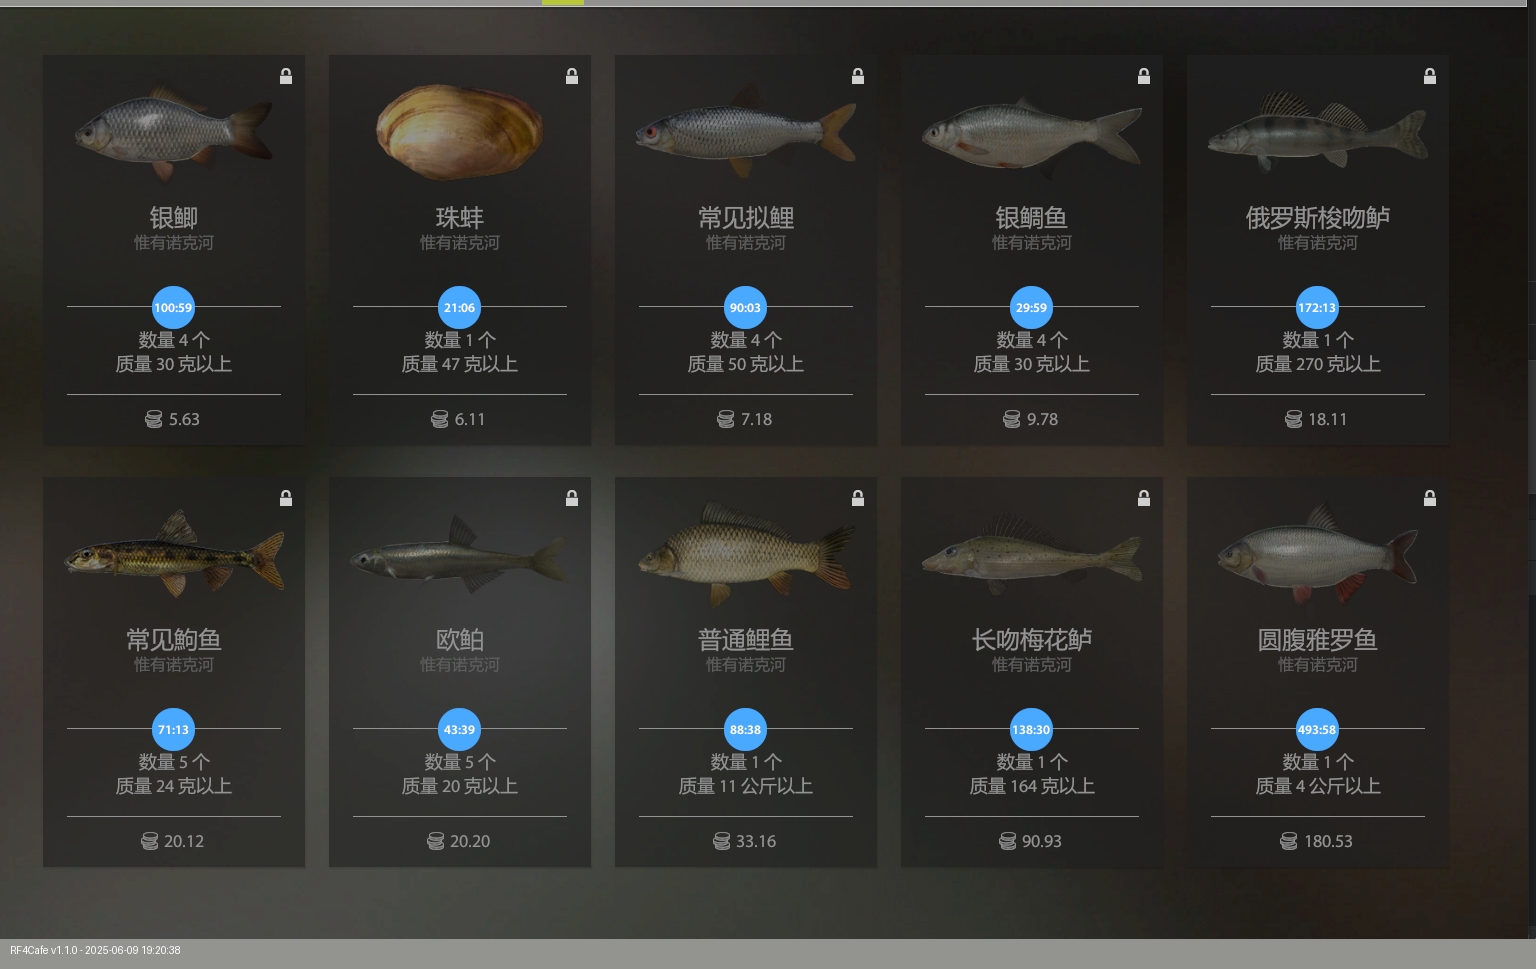 银鲫
惟有诺克河
100:59
数量 4 个
质量 30 克以上
5.63
珠蚌
惟有诺克河
21:06
数量 1 个
质量 47 克以上
6.11
常见拟鲤
惟有诺克河
90:03
数量 4 个
质量 50 克以上
7.18
银鲷鱼
惟有诺克河
29:59
数量 4 个
质量 30 克以上
9.78
俄罗斯梭吻鲈
惟有诺克河
172:13
数量 1 个
质量 270 克以上
18.11
常见鮈鱼
惟有诺克河
71:13
数量 5 个
质量 24 克以上
20.12
欧鲌
惟有诺克河
43:39
数量 5 个
质量 20 克以上
20.20
普通鲤鱼
惟有诺克河
88:38
数量 1 个
质量 11 公斤以上
33.16
长吻梅花鲈
惟有诺克河
138:30
数量 1 个
质量 164 克以上
90.93
圆腹雅罗鱼
惟有诺克河
493:58
数量 1 个
质量 4 公斤以上
180.53
RF4Cafe v1.1.0 - 2025-06-09 19:20:38